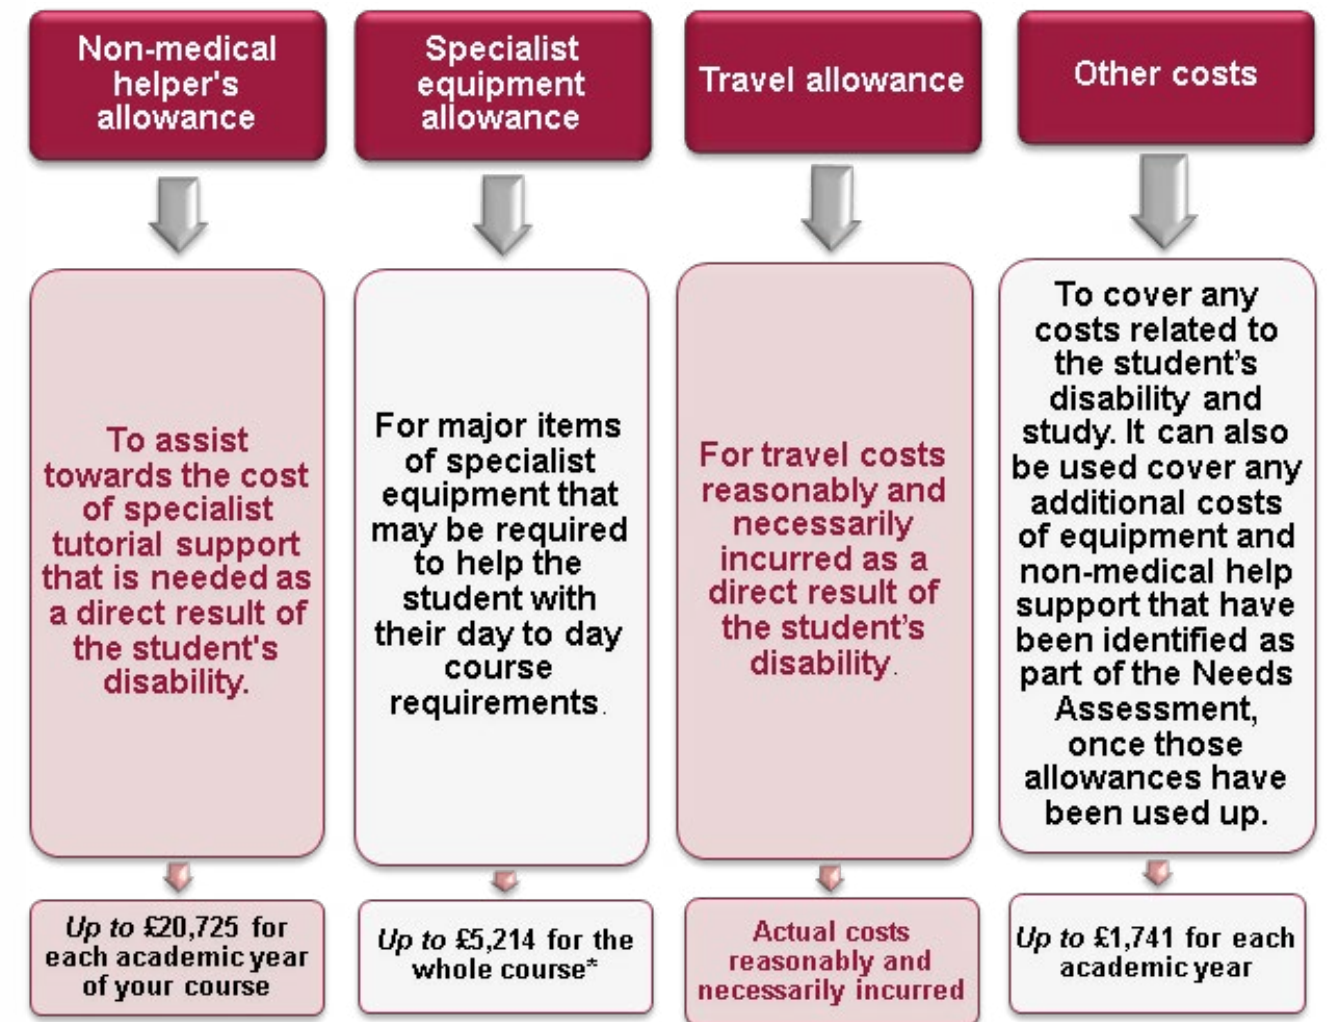 Non-medical
helper's
allowance
Specialist
equipment
allowance
Travel allowance
Other costs
To assist
towards the cost
of specialist
tutorial support
that is needed as
a direct result of
the student's
disability.
For major items
of specialist
equipment that
may be required
to help the
student with
their day to day
course
requirements.
For travel costs
reasonably and
necessarily
incurred as a
direct result of
the student’s
disability.
To cover any
costs related to
the student’s
disability and
study. It can also
be used cover any
additional costs
of equipment and
non-medical help
support that have
been identified as
part of the Needs
Assessment,
once those
allowances have
been used up.
Up to £20,725 for
each academic year
of your course
Up to £5,214 for the
whole course*
Actual costs
reasonably and
necessarily incurred
Up to £1,741 for each
academic year